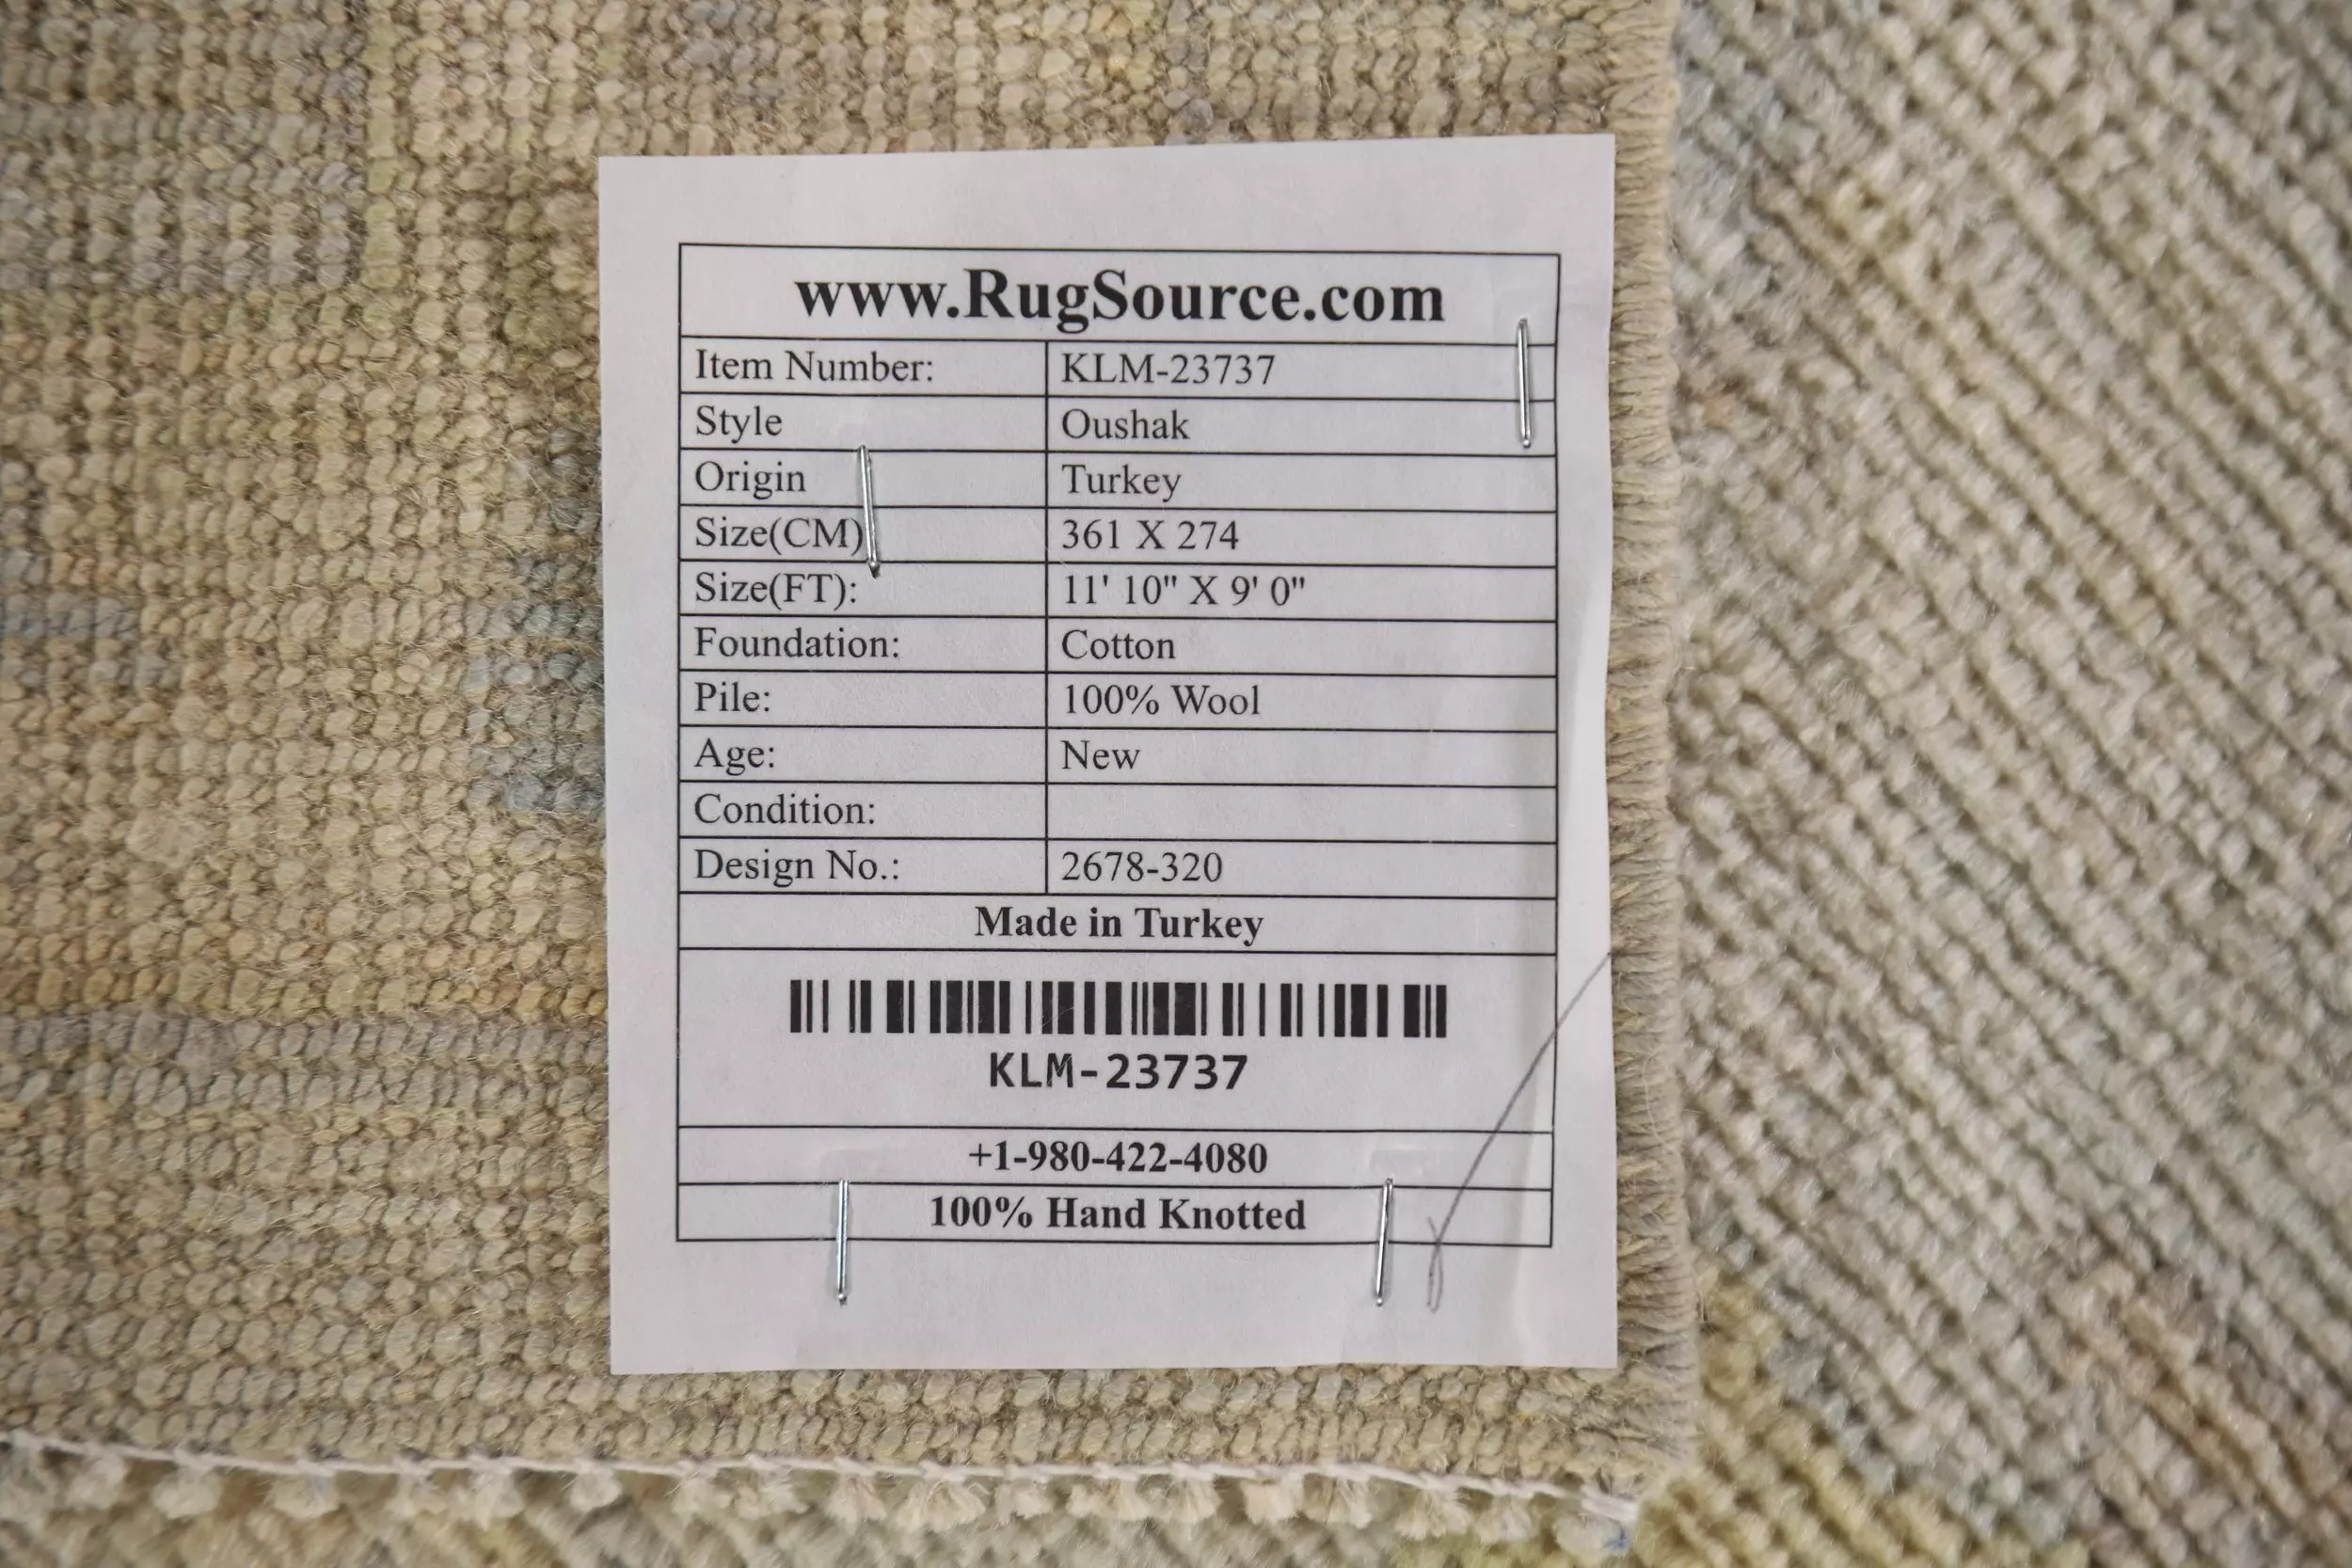 www.RugSource.com
Item Number: KLM-23737
Style Oushak
Origin Turkey
Size(CM) 361 X 274
Size(FT): 11' 10" X 9' 0"
Foundation: Cotton
Pile: 100% Wool
Age: New
Condition:
Design No.: 2678-320
Made in Turkey
KLM-23737
+1-980-422-4080
100% Hand Knotted